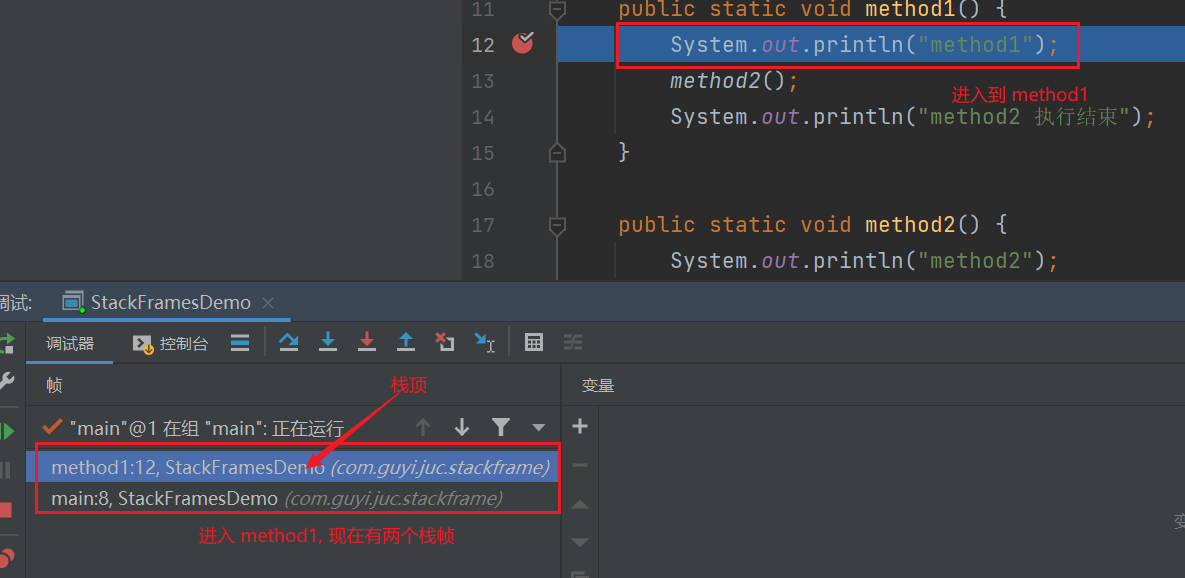 11 public static void method1() {
12 System.out.println("method1");
13 method2();
进入到 method1
14 System.out.println("method2 执行结束");
15 }
16
17 public static void method2() {
18 System.out.println("method2");
调试: StackFramesDemo
调试器 控制台
帧 栈顶 变量
"main"@1 在组 "main": 正在运行
method1:12, StackFramesDemo (com.guyi.juc.stackframe)
main:8, StackFramesDemo (com.guyi.juc.stackframe)
进入 method1, 现在有两个栈帧